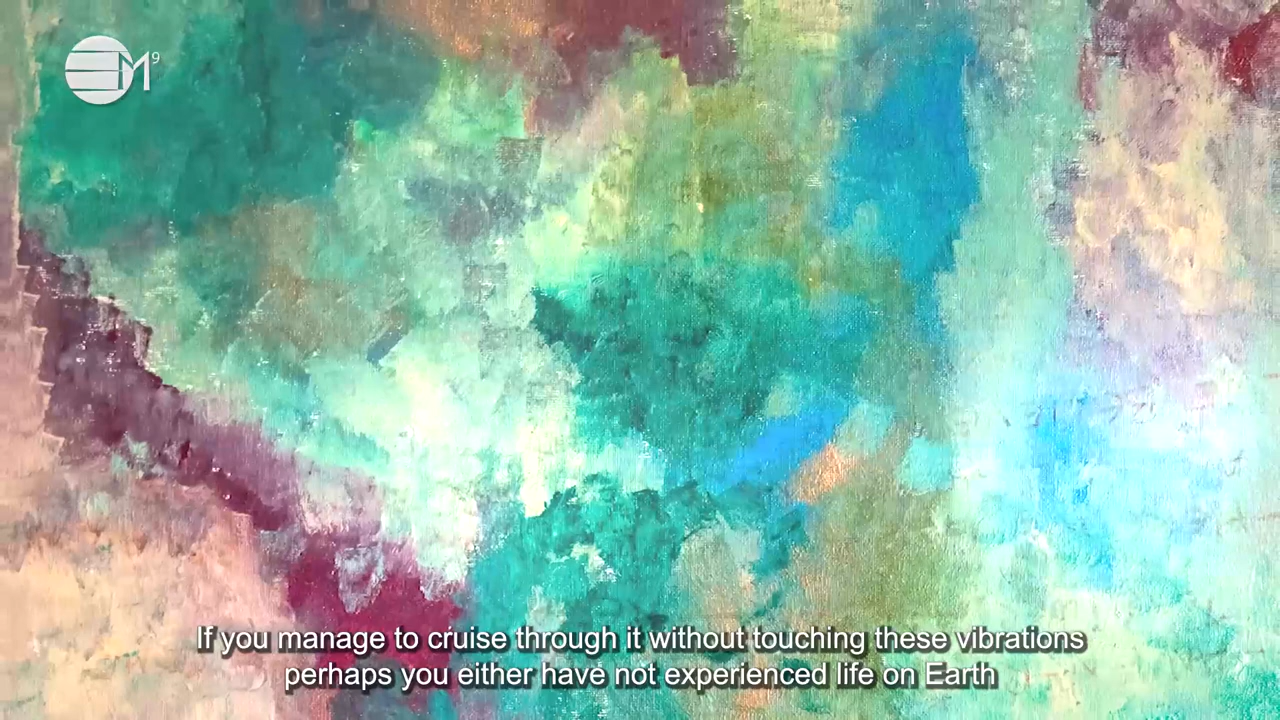 EM⁹
If you manage to cruise through it without touching these vibrations
perhaps you either have not experienced life on Earth